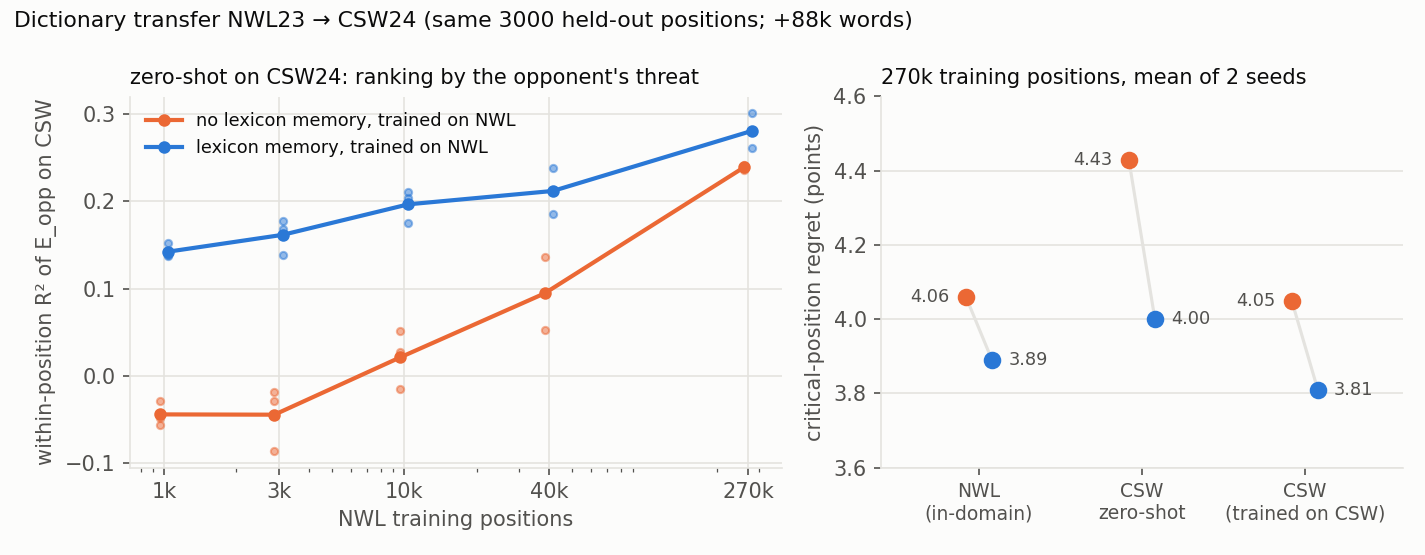 Dictionary transfer NWL23 → CSW24 (same 3000 held-out positions; +88k words)
zero-shot on CSW24: ranking by the opponent's threat
within-position R² of E_opp on CSW
0.3
0.2
0.1
0.0
−0.1
no lexicon memory, trained on NWL
lexicon memory, trained on NWL
1k
3k
10k
40k
270k
NWL training positions
270k training positions, mean of 2 seeds
critical-position regret (points)
4.6
4.4
4.2
4.0
3.8
3.6
4.06
3.89
4.43
4.00
4.05
3.81
NWL
(in-domain)
CSW
zero-shot
CSW
(trained on CSW)